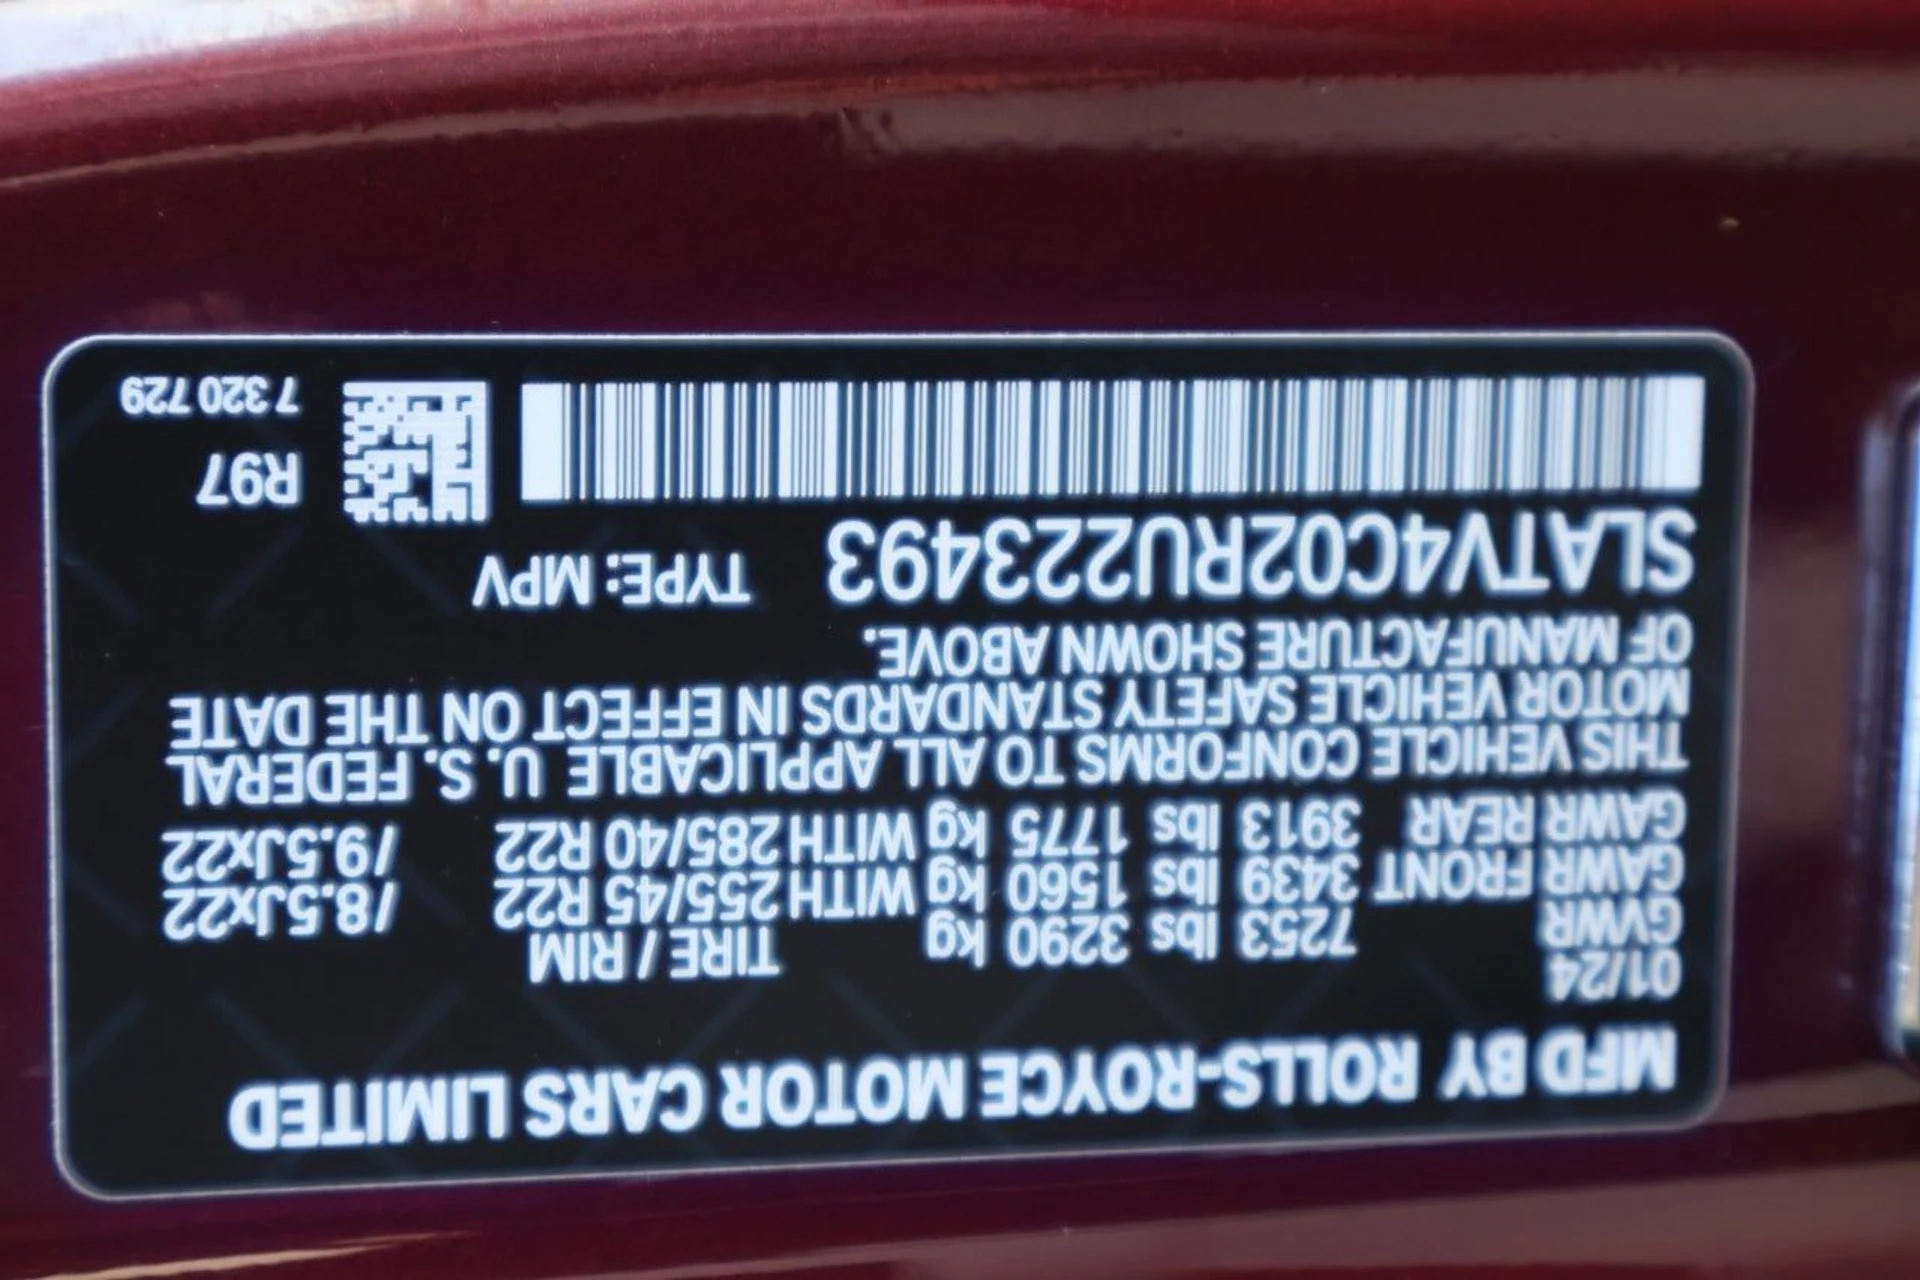 MFD BY ROLLS-ROYCE MOTOR CARS LIMITED
01/24 TIRE / RIM
GVWR 7253 lbs 3290 kg
GAWR FRONT 3439 lbs 1560 kg WITH 255/45 R22 /8.5Jx22
GAWR REAR 3913 lbs 1775 kg WITH 285/40 R22 /9.5Jx22
THIS VEHICLE CONFORMS TO ALL APPLICABLE U. S. FEDERAL
MOTOR VEHICLE SAFETY STANDARDS IN EFFECT ON THE DATE
OF MANUFACTURE SHOWN ABOVE.
SLATV4C02RU223493 TYPE: MPV
R97
7 320 729